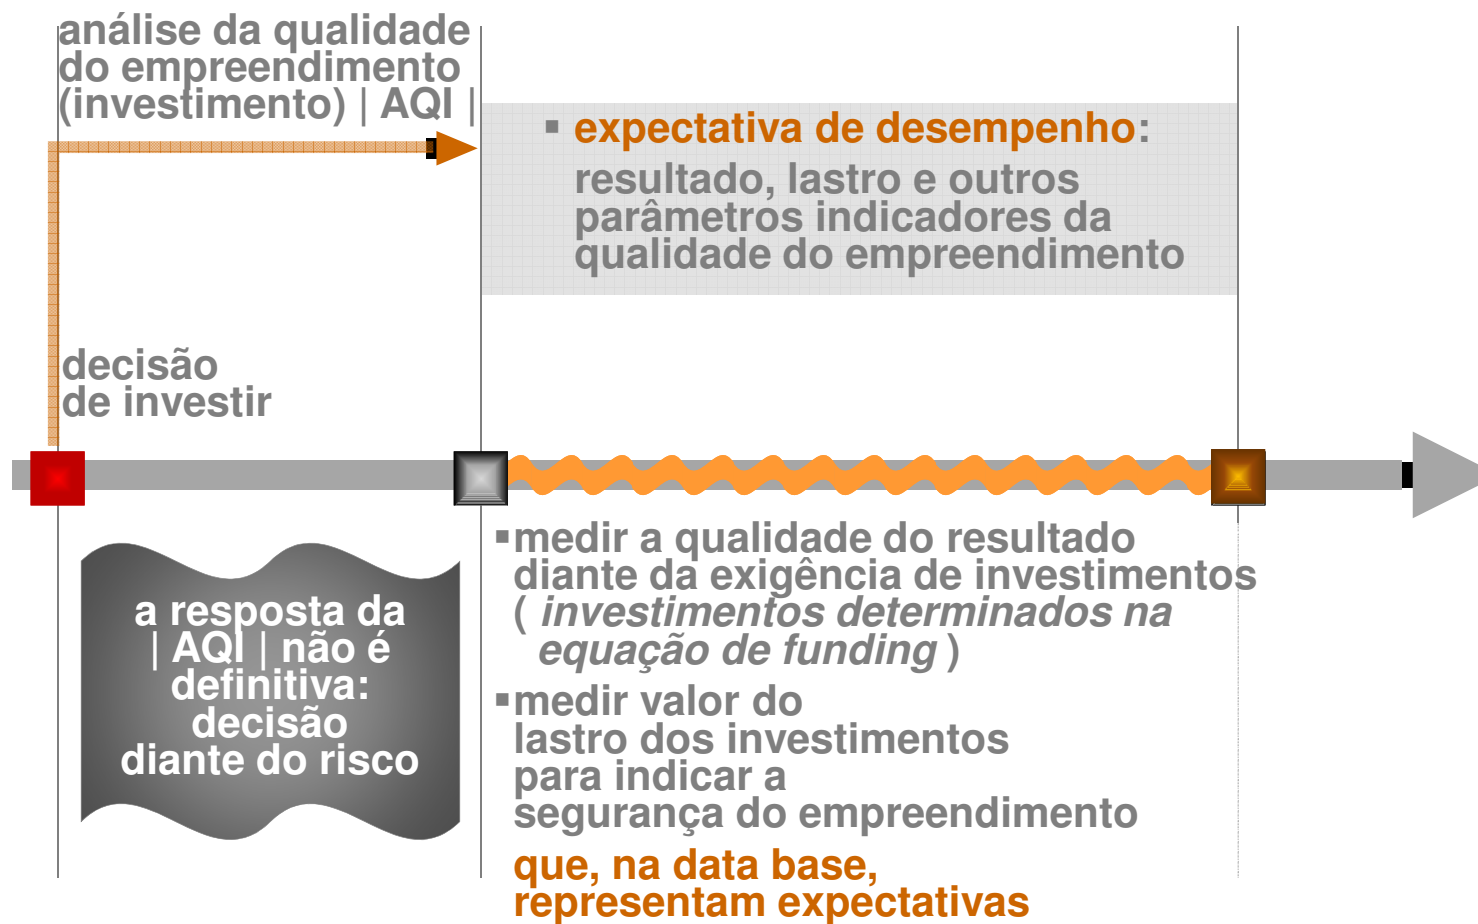 análise da qualidade
do empreendimento
(investimento) | AQI |
▪ expectativa de desempenho:
resultado, lastro e outros
parâmetros indicadores da
qualidade do empreendimento
decisão
de investir
a resposta da
| AQI | não é
definitiva:
decisão
diante do risco
▪medir a qualidade do resultado
diante da exigência de investimentos
( investimentos determinados na
equação de funding )
▪medir valor do
lastro dos investimentos
para indicar a
segurança do empreendimento
que, na data base,
representam expectativas